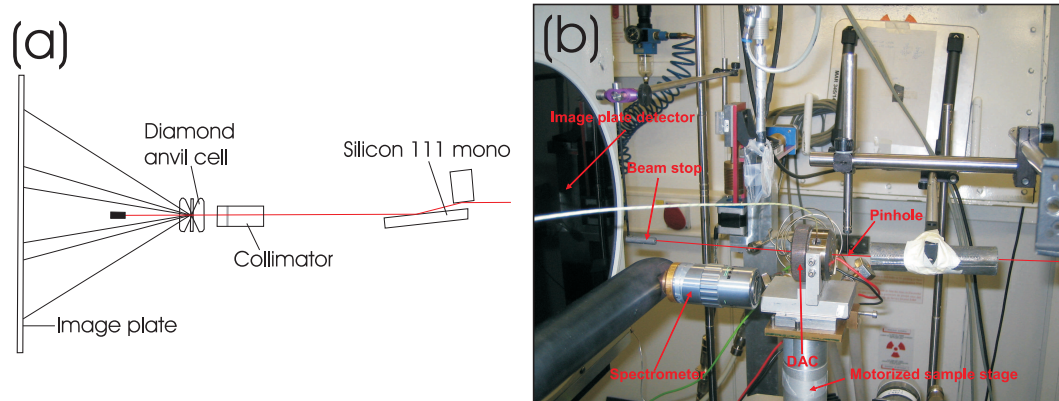 (a)
Diamond
anvil cell
Silicon 111 mono
Collimator
Image plate
(b)
Image plate detector
Beam stop
Pinhole
Spectrometer
DAC
Motorized sample stage